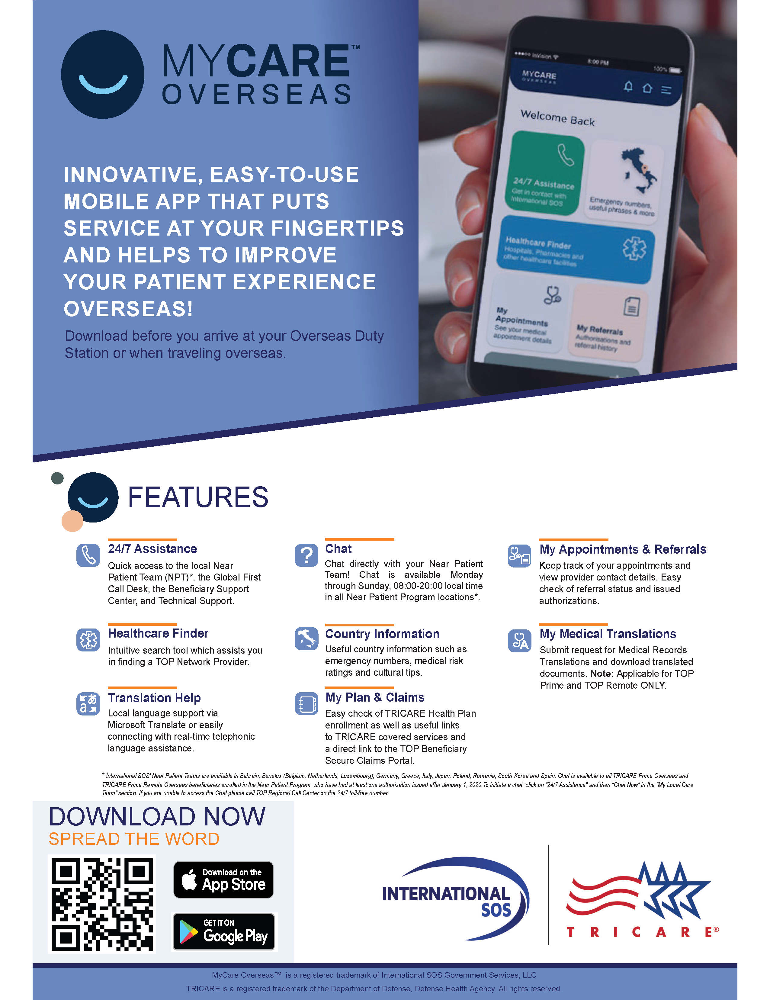 MYCARE™
OVERSEAS
INNOVATIVE, EASY-TO-USE
MOBILE APP THAT PUTS
SERVICE AT YOUR FINGERTIPS
AND HELPS TO IMPROVE
YOUR PATIENT EXPERIENCE
OVERSEAS!
Download before you arrive at your Overseas Duty
Station or when traveling overseas.
InVision
8:00 PM
100%
MYCARE
OVERSEAS
Welcome Back
24/7 Assistance
Get in contact with
International SOS
Emergency numbers,
useful phrases & more
Healthcare Finder
Hospitals, Pharmacies and
other healthcare facilities
My
Appointments
See your medical
appointment details
My Referrals
Authorisations and
referral history
FEATURES
24/7 Assistance
Quick access to the local Near
Patient Team (NPT)*, the Global First
Call Desk, the Beneficiary Support
Center, and Technical Support.
Chat
Chat directly with your Near Patient
Team! Chat is available Monday
through Sunday, 08:00-20:00 local time
in all Near Patient Program locations*.
My Appointments & Referrals
Keep track of your appointments and
view provider contact details. Easy
check of referral status and issued
authorizations.
Healthcare Finder
Intuitive search tool which assists you
in finding a TOP Network Provider.
Country Information
Useful country information such as
emergency numbers, medical risk
ratings and cultural tips.
My Medical Translations
Submit request for Medical Records
Translations and download translated
documents. Note: Applicable for TOP
Prime and TOP Remote ONLY.
Translation Help
Local language support via
Microsoft Translate or easily
connecting with real-time telephonic
language assistance.
My Plan & Claims
Easy check of TRICARE Health Plan
enrollment as well as useful links
to TRICARE covered services and
a direct link to the TOP Beneficiary
Secure Claims Portal.
* International SOS' Near Patient Teams are available in Bahrain, Benelux (Belgium, Netherlands, Luxembourg), Germany, Greece, Italy, Japan, Poland, Romania, South Korea and Spain. Chat is available to all TRICARE Prime Overseas and
TRICARE Prime Remote Overseas beneficiaries enrolled in the Near Patient Program, who have had at least one authorization issued after January 1, 2020.To initiate a chat, click on “24/7 Assistance” and then “Chat Now” in the “My Local Care
Team” section. If you are unable to access the Chat please call TOP Regional Call Center on the 24/7 toll-free number.
DOWNLOAD NOW
SPREAD THE WORD
Download on the
App Store
GET IT ON
Google Play
INTERNATIONAL
SOS
TRICARE®
MyCare Overseas™ is a registered trademark of International SOS Government Services, LLC
TRICARE is a registered trademark of the Department of Defense, Defense Health Agency. All rights reserved.